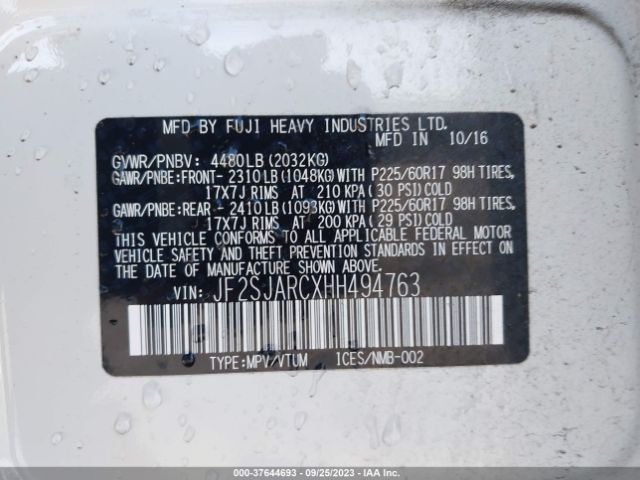 MFD BY FUJI HEAVY INDUSTRIES LTD.
MFD IN 10/16
GVWR/PNBV: 4480LB(2032KG)
GAWR/PNBE:FRONT- 2310LB(1048KG)WITH P225/60R17 98H TIRES,
17X7J RIMS AT 210 KPA(30 PSI)COLD
GAWR/PNBE:REAR - 2410LB(1093KG)WITH P225/60R17 98H TIRES,
17X7J RIMS AT 200 KPA(29 PSI)COLD
THIS VEHICLE CONFORMS TO ALL APPLICABLE FEDERAL MOTOR
VEHICLE SAFETY AND THEFT PREVENTION STANDARDS IN EFFECT
ON THE DATE OF MANUFACTURE SHOWN ABOVE.
VIN: JF2SJARCXHH494763
TYPE:MPV/VTUM ICES/NMB-002
000-37644693 - 09/25/2023 - IAA Inc.